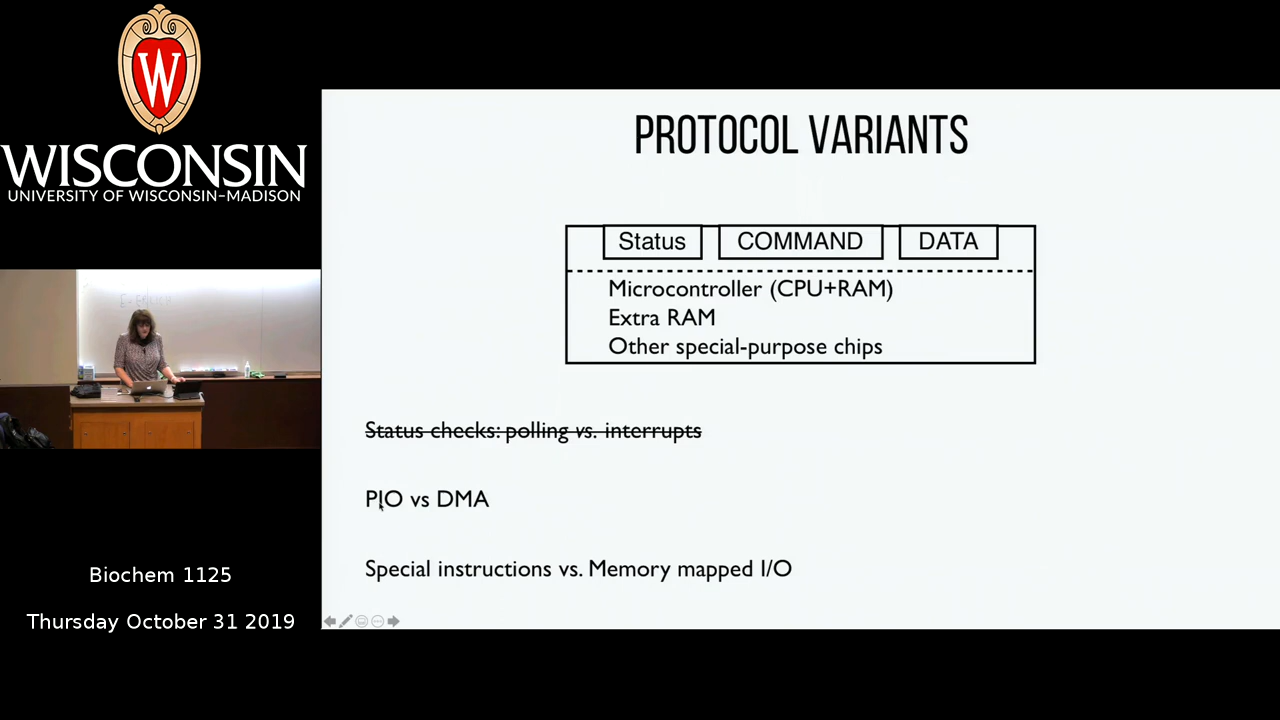 W
WISCONSIN
UNIVERSITY OF WISCONSIN-MADISON
Biochem 1125
Thursday October 31 2019
PROTOCOL VARIANTS
Status COMMAND DATA
Microcontroller (CPU+RAM)
Extra RAM
Other special-purpose chips
Status checks: polling vs. interrupts
PIO vs DMA
Special instructions vs. Memory mapped I/O